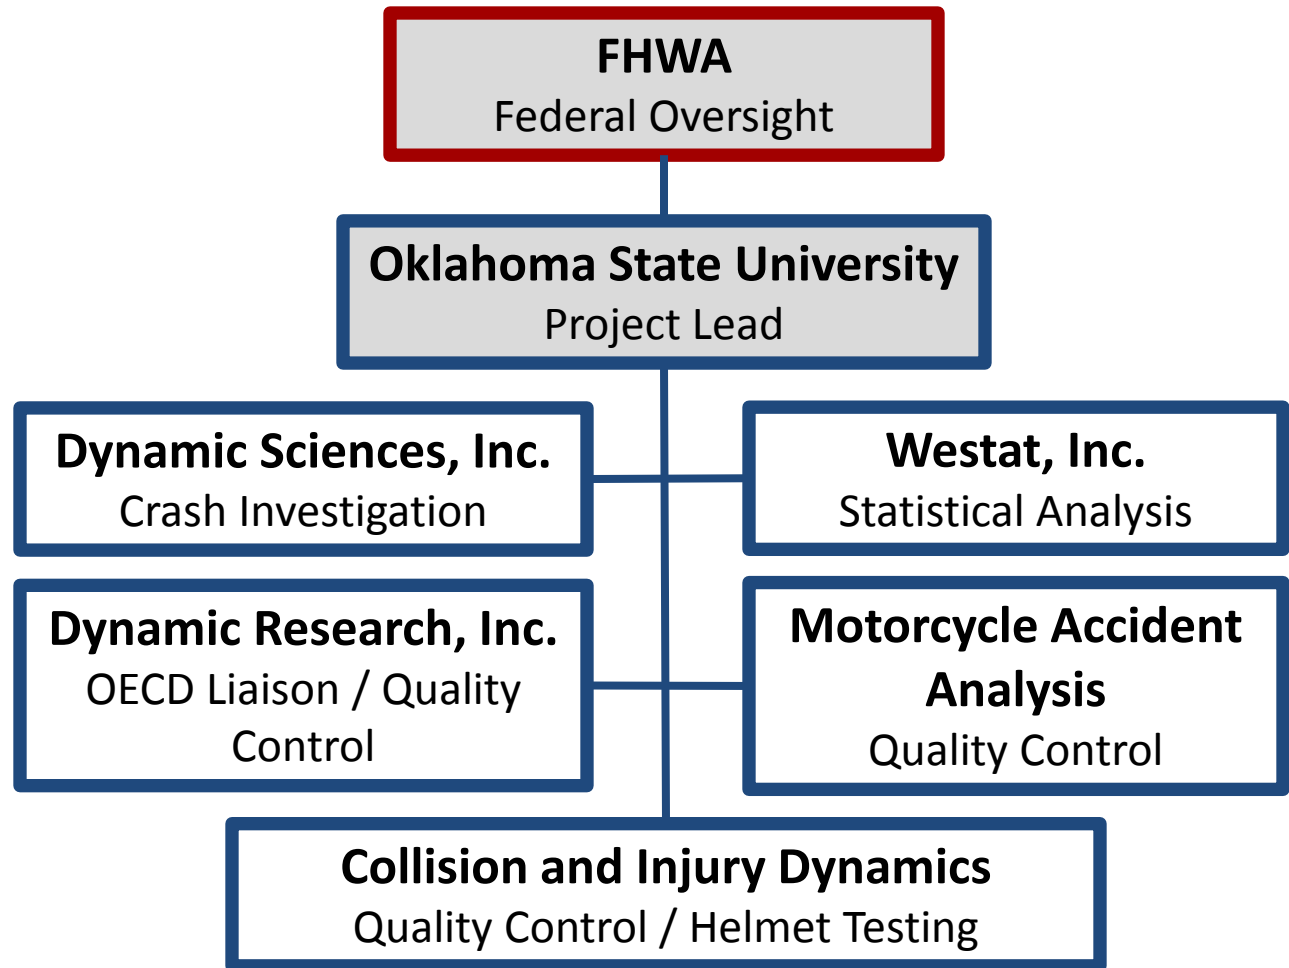 FHWA
Federal Oversight
Oklahoma State University
Project Lead
Dynamic Sciences, Inc.
Crash Investigation
Westat, Inc.
Statistical Analysis
Dynamic Research, Inc.
OECD Liaison / Quality
Control
Motorcycle Accident
Analysis
Quality Control
Collision and Injury Dynamics
Quality Control / Helmet Testing